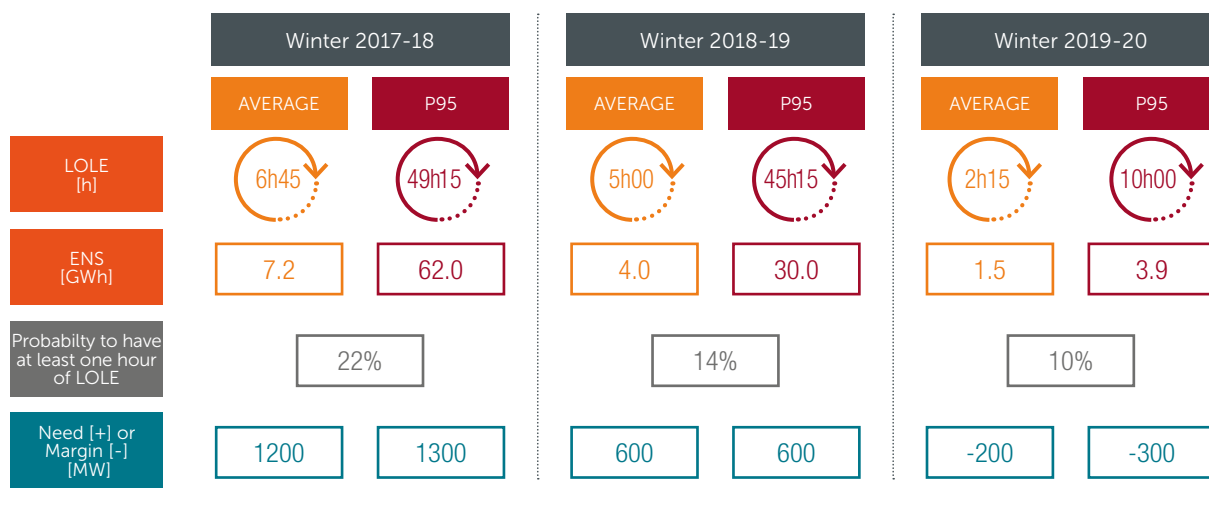 Winter 2017-18
Winter 2018-19
Winter 2019-20
AVERAGE
P95
AVERAGE
P95
AVERAGE
P95
LOLE
[h]
6h45
49h15
5h00
45h15
2h15
10h00
ENS
[GWh]
7.2
62.0
4.0
30.0
1.5
3.9
Probabilty to have
at least one hour
of LOLE
22%
14%
10%
Need [+] or
Margin [-]
[MW]
1200
1300
600
600
-200
-300